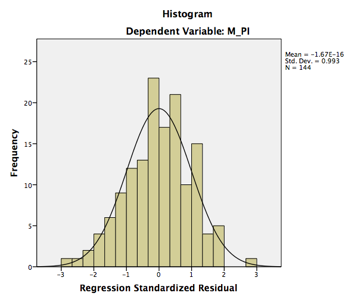 Histogram
Dependent Variable: M_PI
Mean = -1.67E-16
Std. Dev. = 0.993
N = 144
25
20
15
10
5
0
Frequency
-3 -2 -1 0 1 2 3
Regression Standardized Residual